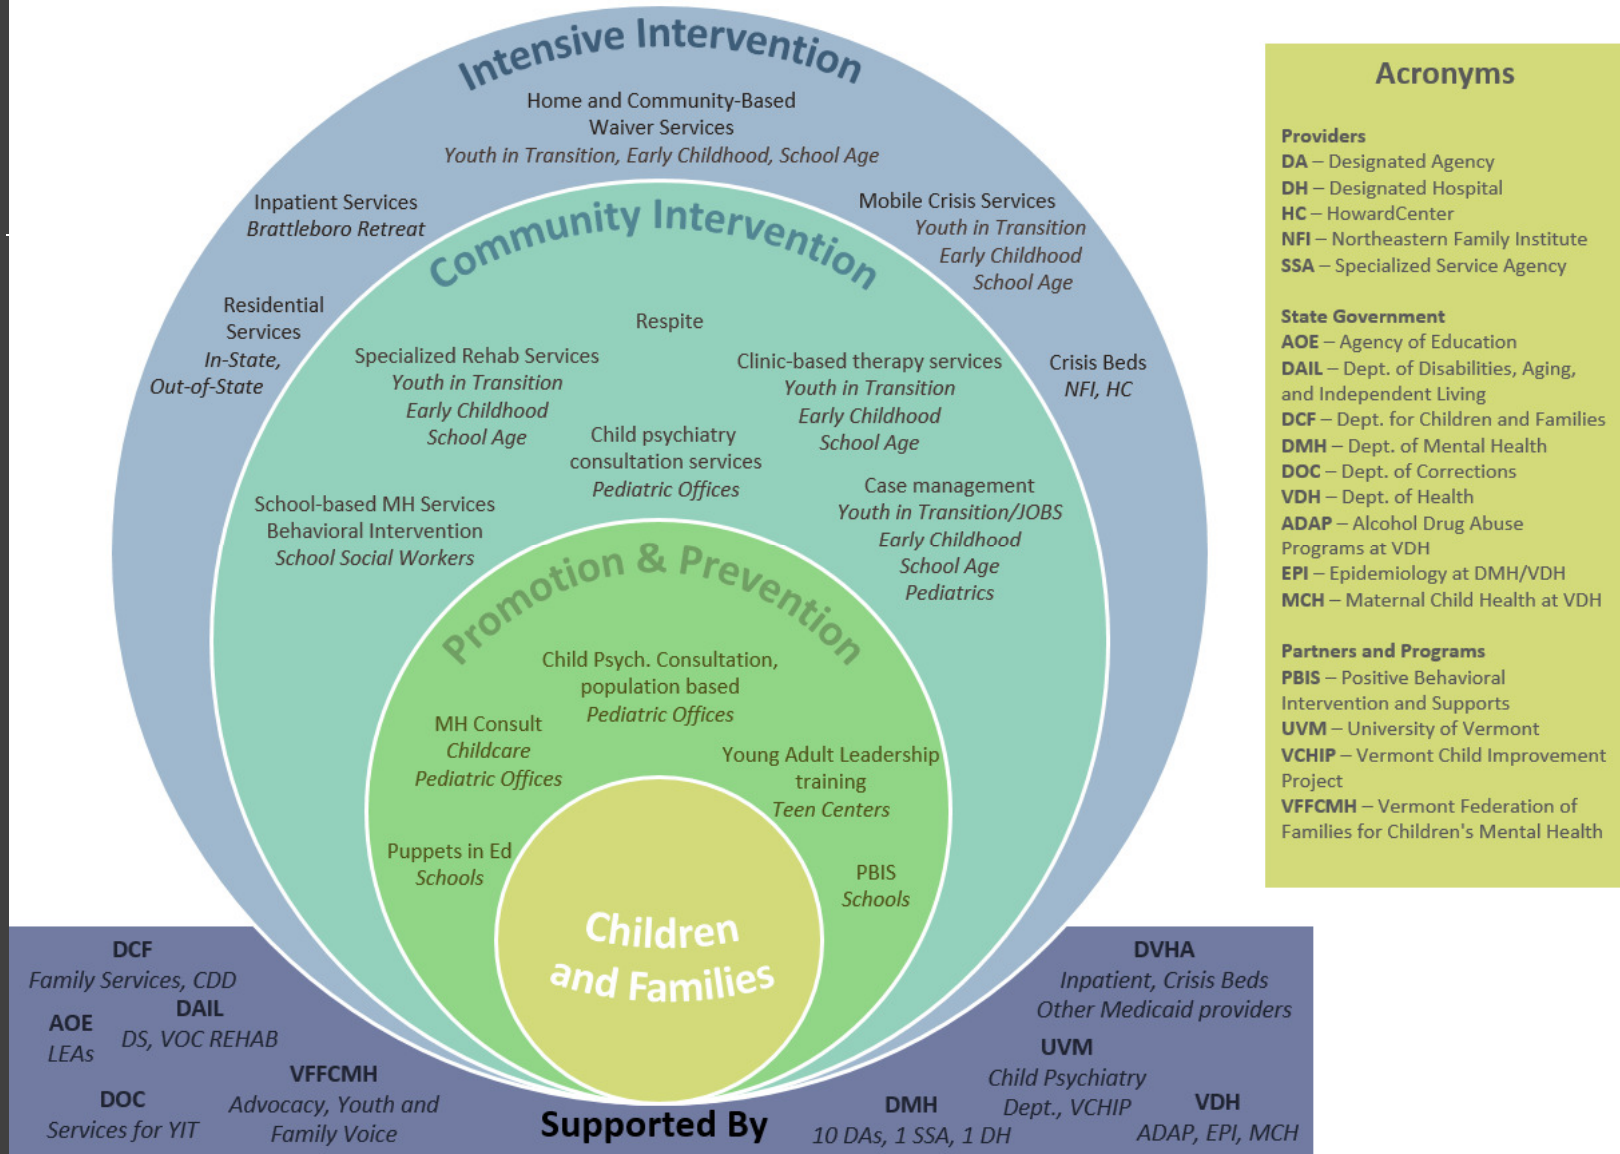 Intensive Intervention
Home and Community-Based
Waiver Services
Youth in Transition, Early Childhood, School Age
Inpatient Services
Brattleboro Retreat
Mobile Crisis Services
Youth in Transition
Early Childhood
School Age
Residential
Services
In-State,
Out-of-State
Crisis Beds
NFI, HC
Community Intervention
Respite
Specialized Rehab Services
Youth in Transition
Early Childhood
School Age
Clinic-based therapy services
Youth in Transition
Early Childhood
School Age
Child psychiatry
consultation services
Pediatric Offices
School-based MH Services
Behavioral Intervention
School Social Workers
Case management
Youth in Transition/JOBS
Early Childhood
School Age
Pediatrics
Promotion & Prevention
Child Psych. Consultation,
population based
Pediatric Offices
MH Consult
Childcare
Pediatric Offices
Young Adult Leadership
training
Teen Centers
Puppets in Ed
Schools
PBIS
Schools
Children
and Families
DCF
Family Services, CDD
DAIL
DS, VOC REHAB
AOE
LEAs
VFFCMH
Advocacy, Youth and
Family Voice
DOC
Services for YIT
Supported By
DVHA
Inpatient, Crisis Beds
Other Medicaid providers
UVM
Child Psychiatry
Dept., VCHIP
DMH
10 DAs, 1 SSA, 1 DH
VDH
ADAP, EPI, MCH
Acronyms
Providers
DA – Designated Agency
DH – Designated Hospital
HC – HowardCenter
NFI – Northeastern Family Institute
SSA – Specialized Service Agency
State Government
AOE – Agency of Education
DAIL – Dept. of Disabilities, Aging,
and Independent Living
DCF – Dept. for Children and Families
DMH – Dept. of Mental Health
DOC – Dept. of Corrections
VDH – Dept. of Health
ADAP – Alcohol Drug Abuse
Programs at VDH
EPI – Epidemiology at DMH/VDH
MCH – Maternal Child Health at VDH
Partners and Programs
PBIS – Positive Behavioral
Intervention and Supports
UVM – University of Vermont
VCHIP – Vermont Child Improvement
Project
VFFCMH – Vermont Federation of
Families for Children's Mental Health